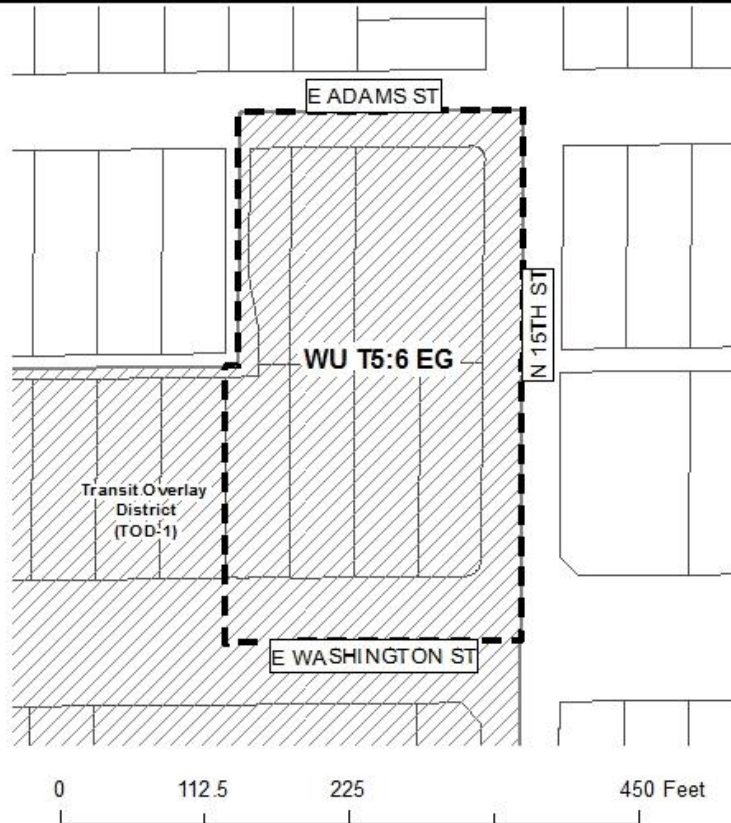 E ADAMS ST
N 15TH ST
WU T5:6 EG
Transit Overlay
District
(TOD-1)
E WASHINGTON ST
0 112.5 225 450 Feet